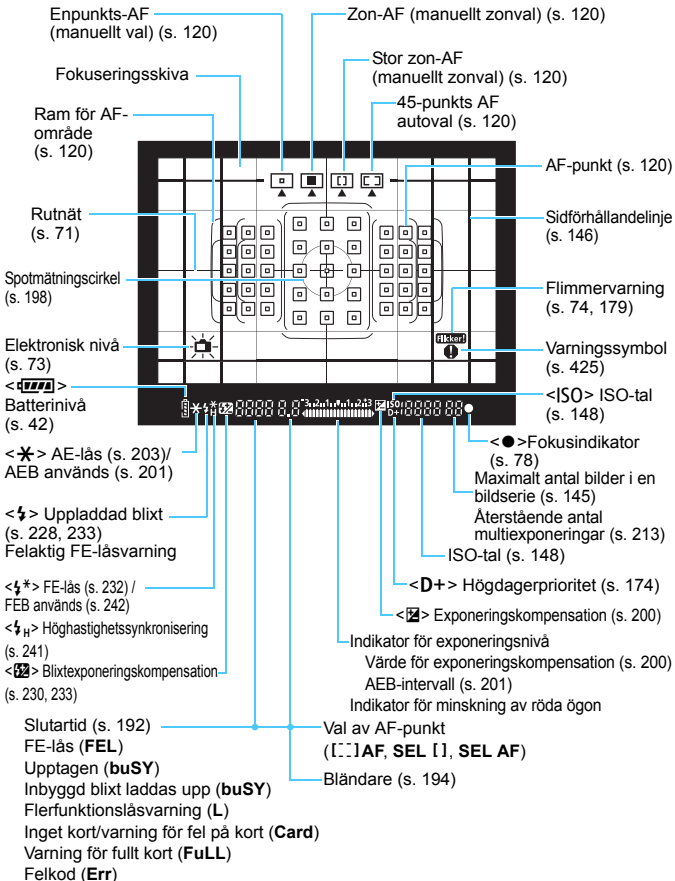 Enpunkts-AF
(manuellt val) (s. 120)
Zon-AF (manuellt zonval) (s. 120)
Fokuseringsskiva
Stor zon-AF
(manuellt zonval) (s. 120)
Ram för AF-
område
(s. 120)
45-punkts AF
autoval (s. 120)
AF-punkt (s. 120)
Rutnät
(s. 71)
Sidförhållandelinje
(s. 146)
Spotmätningscirkel
(s. 198)
Flimmervarning
(s. 74, 179)
Flicker!
Elektronisk nivå
(s. 73)
Varningssymbol
(s. 425)
< >
Batterinivå
(s. 42)
<ISO> ISO-tal
(s. 148)
<✱> AE-lås (s. 203)/
AEB används (s. 201)
<●>Fokusindikator
(s. 78)
Maximalt antal bilder i en
bildserie (s. 145)
<⚡> Uppladdad blixt
(s. 228, 233)
Felaktig FE-låsvarning
Återstående antal
multiexponeringar (s. 213)
ISO-tal (s. 148)
<⚡*> FE-lås (s. 232) /
FEB används (s. 242)
<D+> Högdagerprioritet (s. 174)
<⚡H> Höghastighetssynkronisering
(s. 241)
< > Exponeringskompensation (s. 200)
< > Blixtexponeringskompensation
(s. 230, 233)
Indikator för exponeringsnivå
Värde för exponeringskompensation (s. 200)
AEB-intervall (s. 201)
Indikator för minskning av röda ögon
Slutartid (s. 192)
FE-lås (FEL)
Upptagen (buSY)
Inbyggd blixt laddas upp (buSY)
Flerfunktionslåsvarning (L)
Inget kort/varning för fel på kort (Card)
Varning för fullt kort (FuLL)
Felkod (Err)
Val av AF-punkt
([ ] AF, SEL [ ], SEL AF)
Bländare (s. 194)